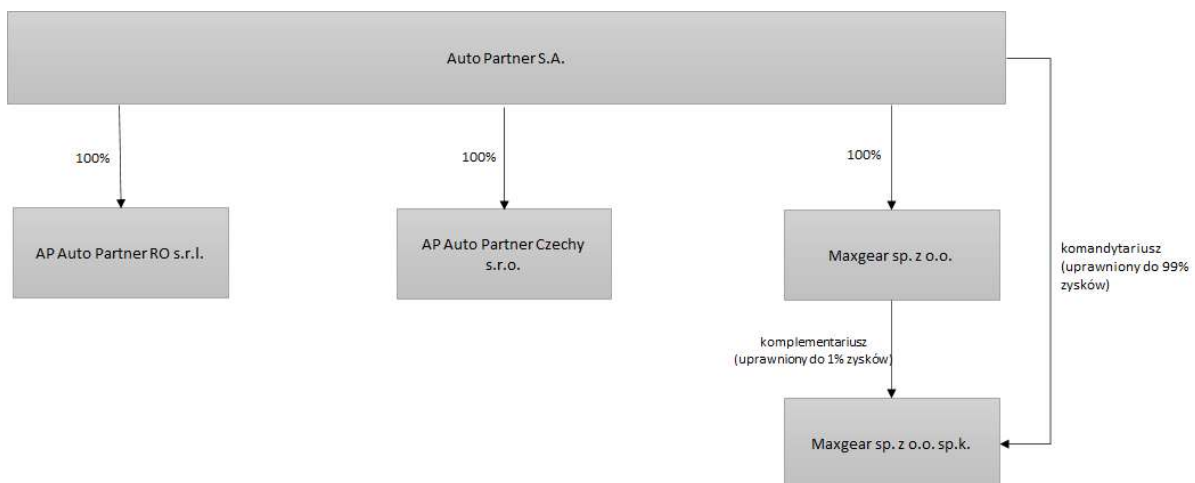 Auto Partner S.A.
100%
100%
100%
AP Auto Partner RO s.r.l.
AP Auto Partner Czechy
s.r.o.
Maxgear sp. z o.o.
komandytariusz
(uprawniony do 99%
zysków)
komplementariusz
(uprawniony do 1% zysków)
Maxgear sp. z o.o. sp.k.